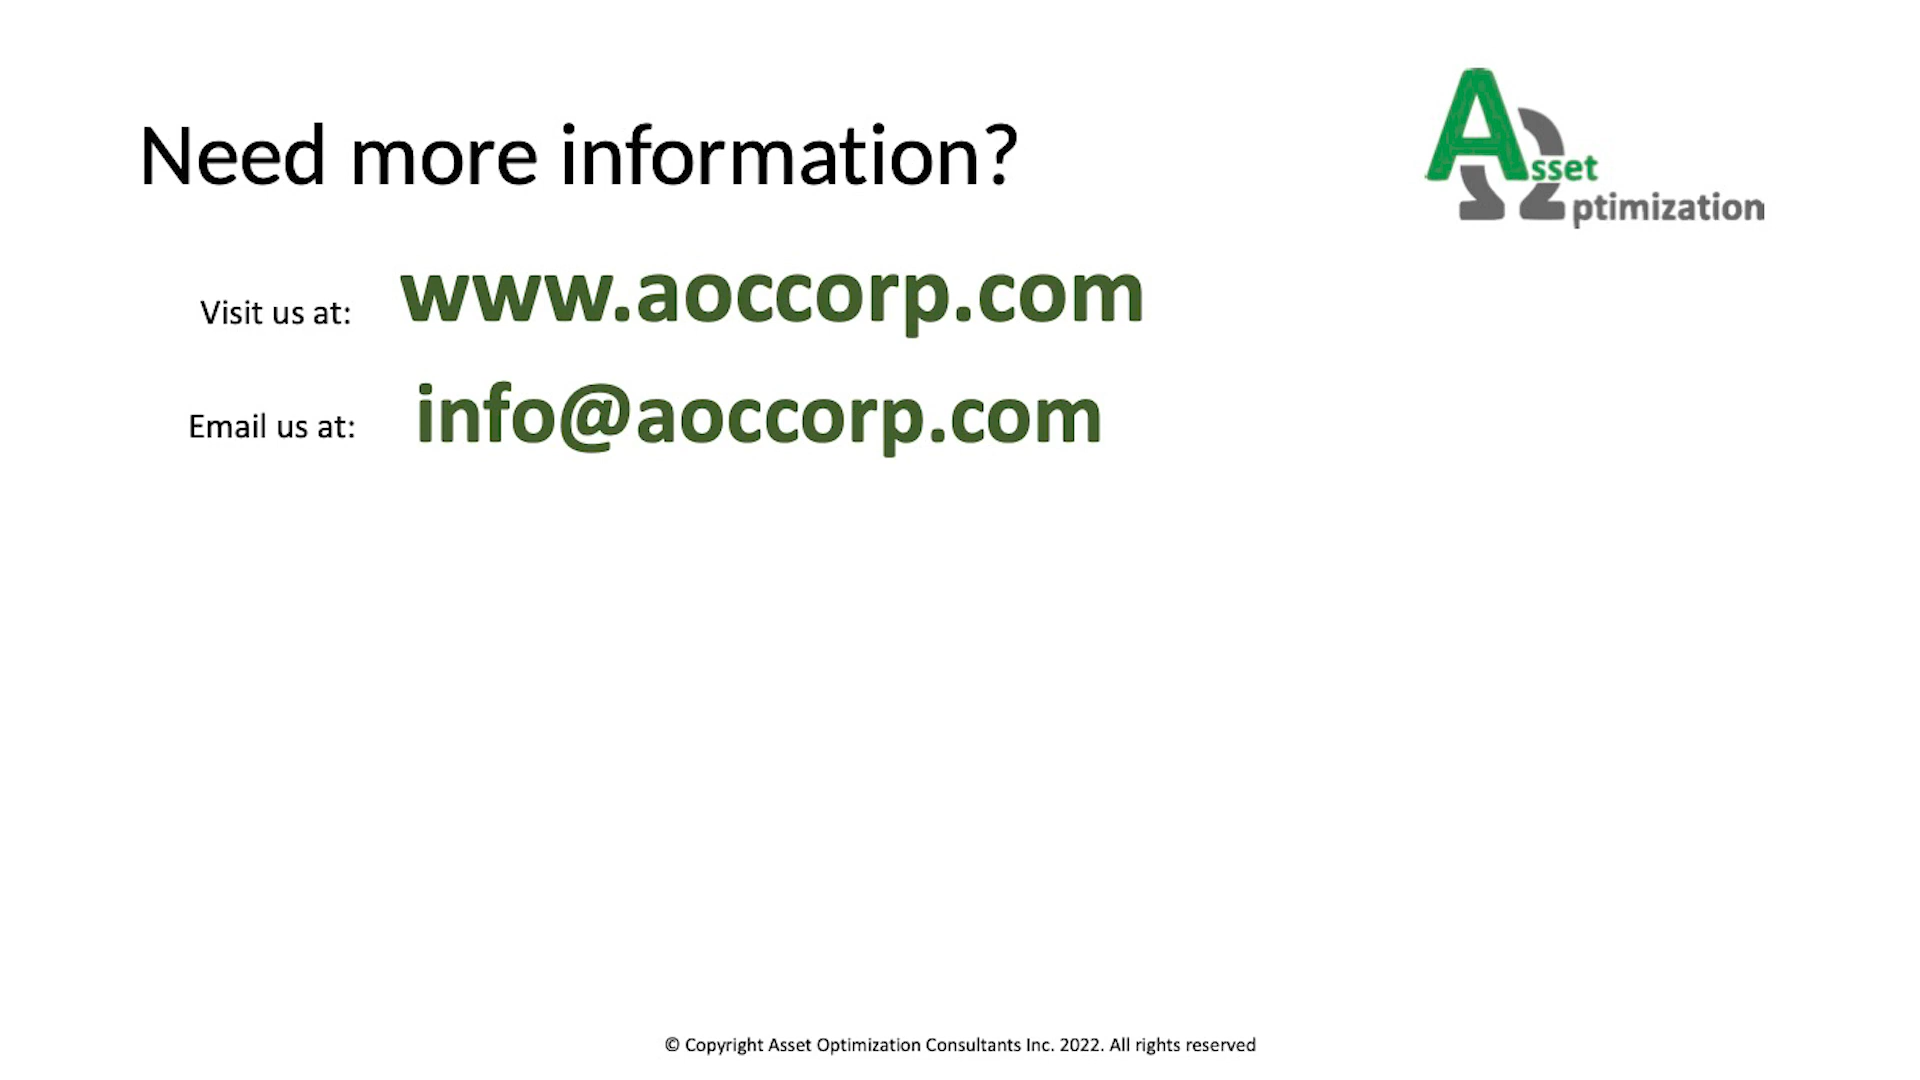 Need more information?
Asset
Optimization
Visit us at: www.aoccorp.com
Email us at: info@aoccorp.com
© Copyright Asset Optimization Consultants Inc. 2022. All rights reserved